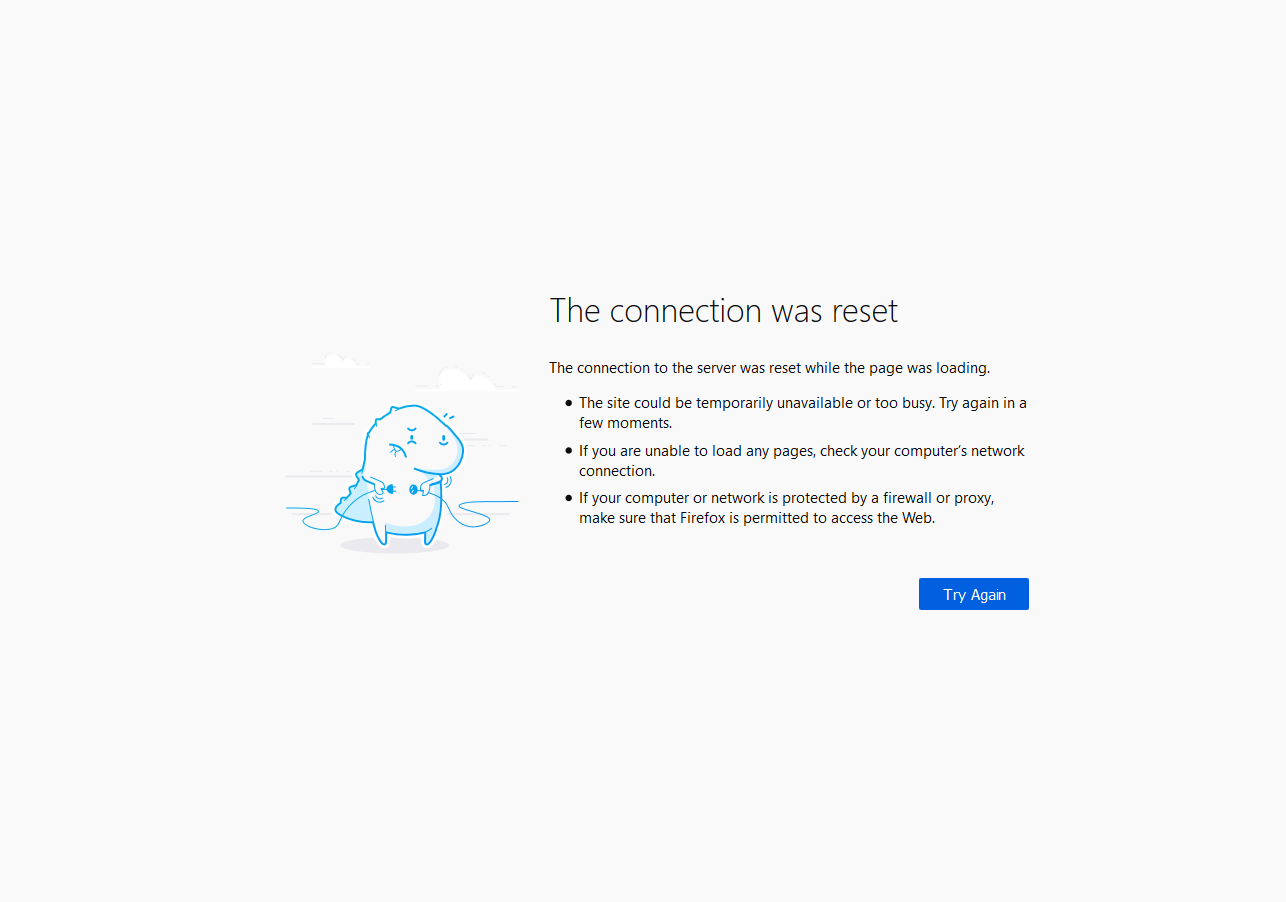 The connection was reset
The connection to the server was reset while the page was loading.
● The site could be temporarily unavailable or too busy. Try again in a
few moments.
● If you are unable to load any pages, check your computer’s network
connection.
● If your computer or network is protected by a firewall or proxy,
make sure that Firefox is permitted to access the Web.
Try Again